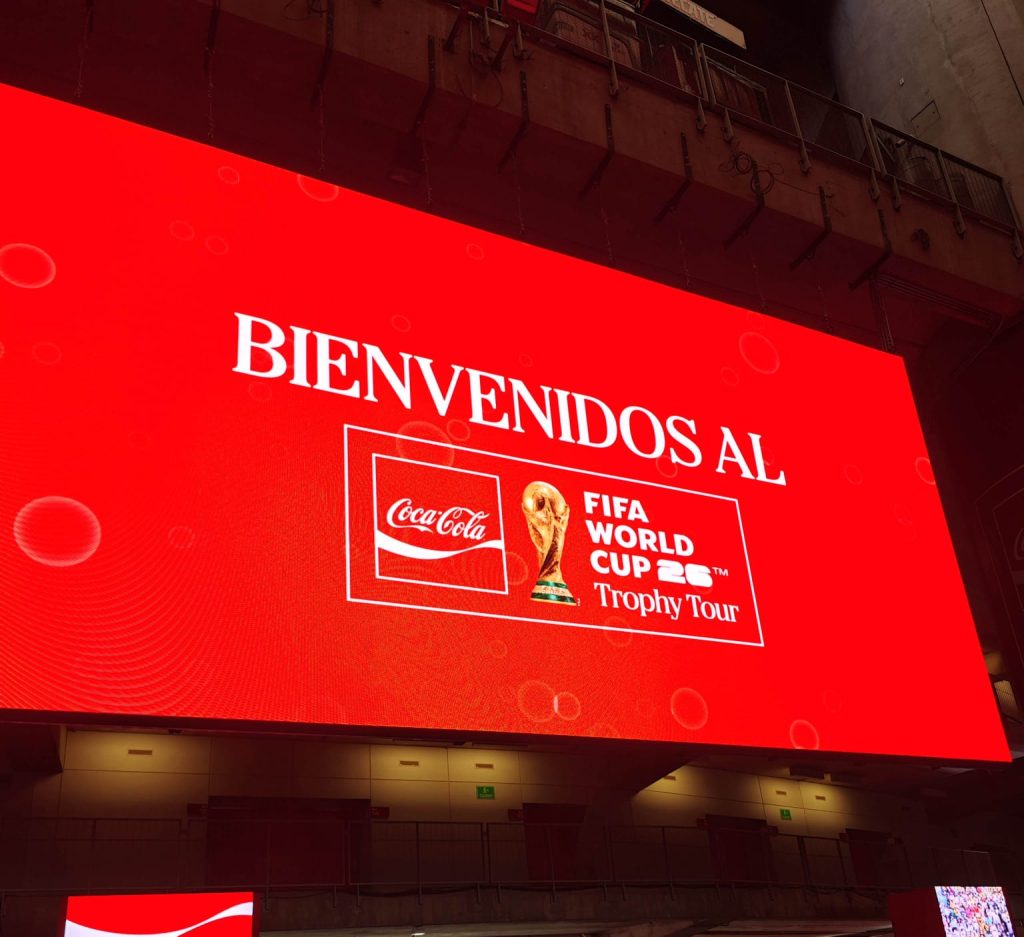 BIENVENIDOS AL
Coca-Cola
FIFA
WORLD
CUP 26™
Trophy Tour